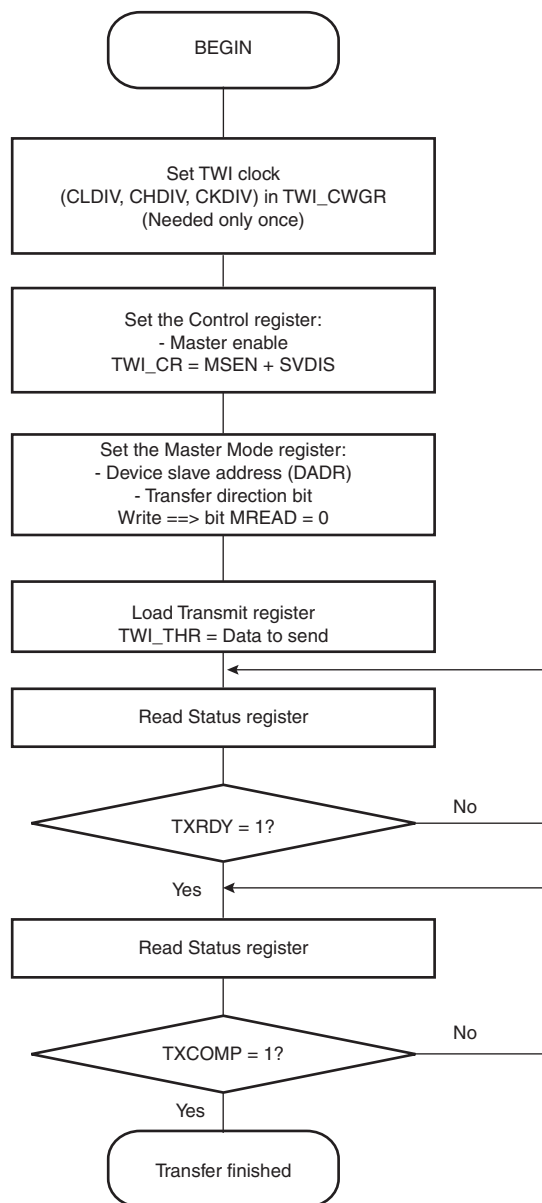 BEGIN
Set TWI clock
(CLDIV, CHDIV, CKDIV) in TWI_CWGR
(Needed only once)
Set the Control register:
- Master enable
TWI_CR = MSEN + SVDIS
Set the Master Mode register:
- Device slave address (DADR)
- Transfer direction bit
Write ==> bit MREAD = 0
Load Transmit register
TWI_THR = Data to send
Read Status register
TXRDY = 1?
No
Yes
Read Status register
TXCOMP = 1?
No
Yes
Transfer finished